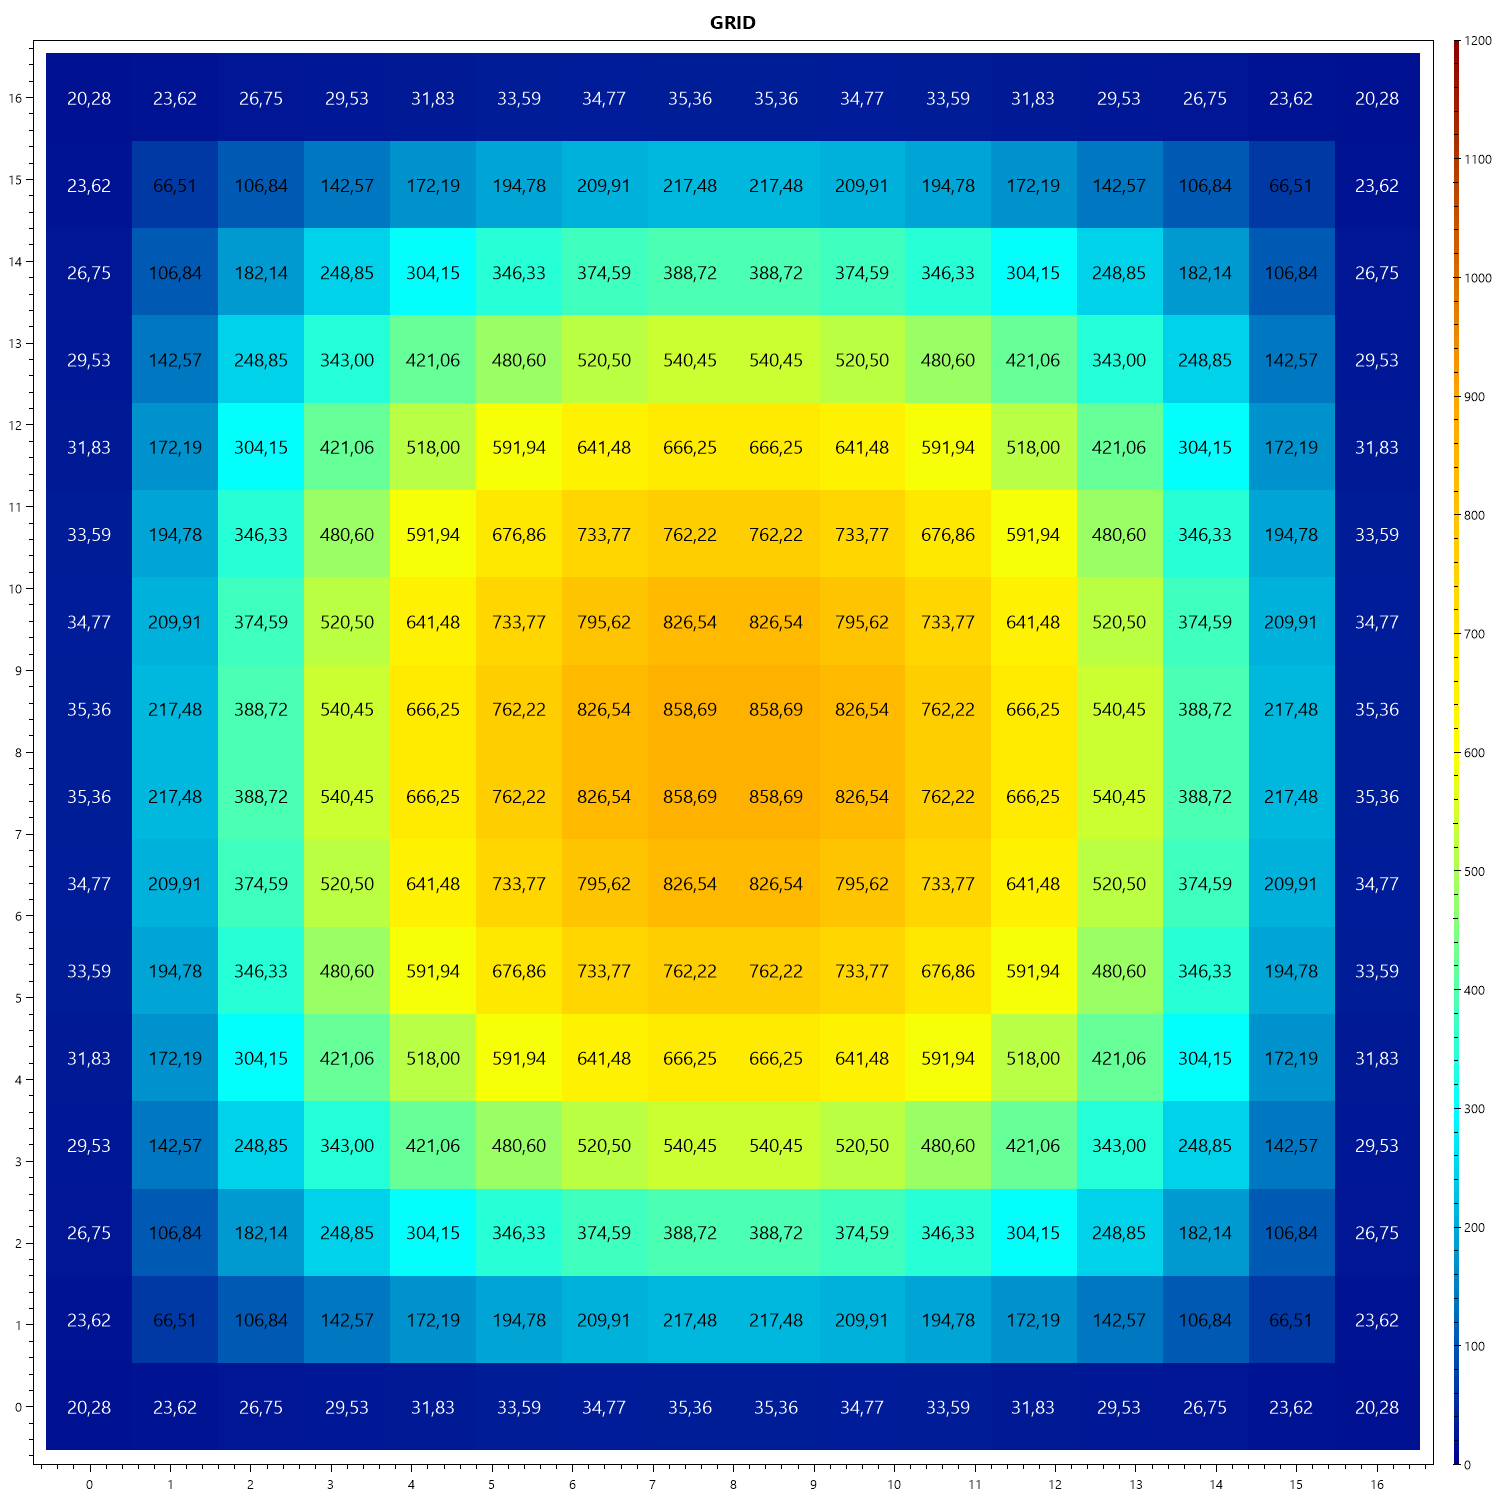 GRID
1200
16 20,28 23,62 26,75 29,53 31,83 33,59 34,77 35,36 35,36 34,77 33,59 31,83 29,53 26,75 23,62 20,28
1100
15 23,62 66,51 106,84 142,57 172,19 194,78 209,91 217,48 217,48 209,91 194,78 172,19 142,57 106,84 66,51 23,62
14 26,75 106,84 182,14 248,85 304,15 346,33 374,59 388,72 388,72 374,59 346,33 304,15 248,85 182,14 106,84 26,75
1000
13 29,53 142,57 248,85 343,00 421,06 480,60 520,50 540,45 540,45 520,50 480,60 421,06 343,00 248,85 142,57 29,53
900
12 31,83 172,19 304,15 421,06 518,00 591,94 641,48 666,25 666,25 641,48 591,94 518,00 421,06 304,15 172,19 31,83
11
800
33,59 194,78 346,33 480,60 591,94 676,86 733,77 762,22 762,22 733,77 676,86 591,94 480,60 346,33 194,78 33,59
10
34,77 209,91 374,59 520,50 641,48 733,77 795,62 826,54 826,54 795,62 733,77 641,48 520,50 374,59 209,91 34,77
700
9
35,36 217,48 388,72 540,45 666,25 762,22 826,54 858,69 858,69 826,54 762,22 666,25 540,45 388,72 217,48 35,36
8
600
35,36 217,48 388,72 540,45 666,25 762,22 826,54 858,69 858,69 826,54 762,22 666,25 540,45 388,72 217,48 35,36
7
500
34,77 209,91 374,59 520,50 641,48 733,77 795,62 826,54 826,54 795,62 733,77 641,48 520,50 374,59 209,91 34,77
6
33,59 194,78 346,33 480,60 591,94 676,86 733,77 762,22 762,22 733,77 676,86 591,94 480,60 346,33 194,78 33,59
400
5
31,83 172,19 304,15 421,06 518,00 591,94 641,48 666,25 666,25 641,48 591,94 518,00 421,06 304,15 172,19 31,83
4
300
29,53 142,57 248,85 343,00 421,06 480,60 520,50 540,45 540,45 520,50 480,60 421,06 343,00 248,85 142,57 29,53
3
200
26,75 106,84 182,14 248,85 304,15 346,33 374,59 388,72 388,72 374,59 346,33 304,15 248,85 182,14 106,84 26,75
2
1 23,62 66,51 106,84 142,57 172,19 194,78 209,91 217,48 217,48 209,91 194,78 172,19 142,57 106,84 66,51 23,62
100
0 20,28 23,62 26,75 29,53 31,83 33,59 34,77 35,36 35,36 34,77 33,59 31,83 29,53 26,75 23,62 20,28
0
0 1 2 3 4 5 6 7 8 9 10 11 12 13 14 15 16